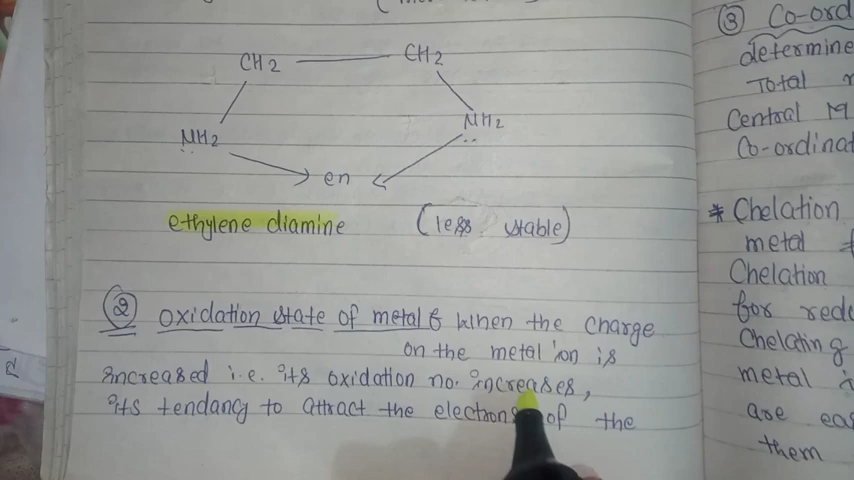 CH2 CH2
NH2 NH2
en
ethylene diamine (less stable)
② oxidation state of metal When the charge
on the metal ion is
increased i.e. its oxidation no. increases,
its tendancy to attract the electrons of the
③ Co-ord
determine
Total
Central M
Co-ordinat
* Chelation
metal
Chelation
for redu
Chelating
metal i
are eas
them